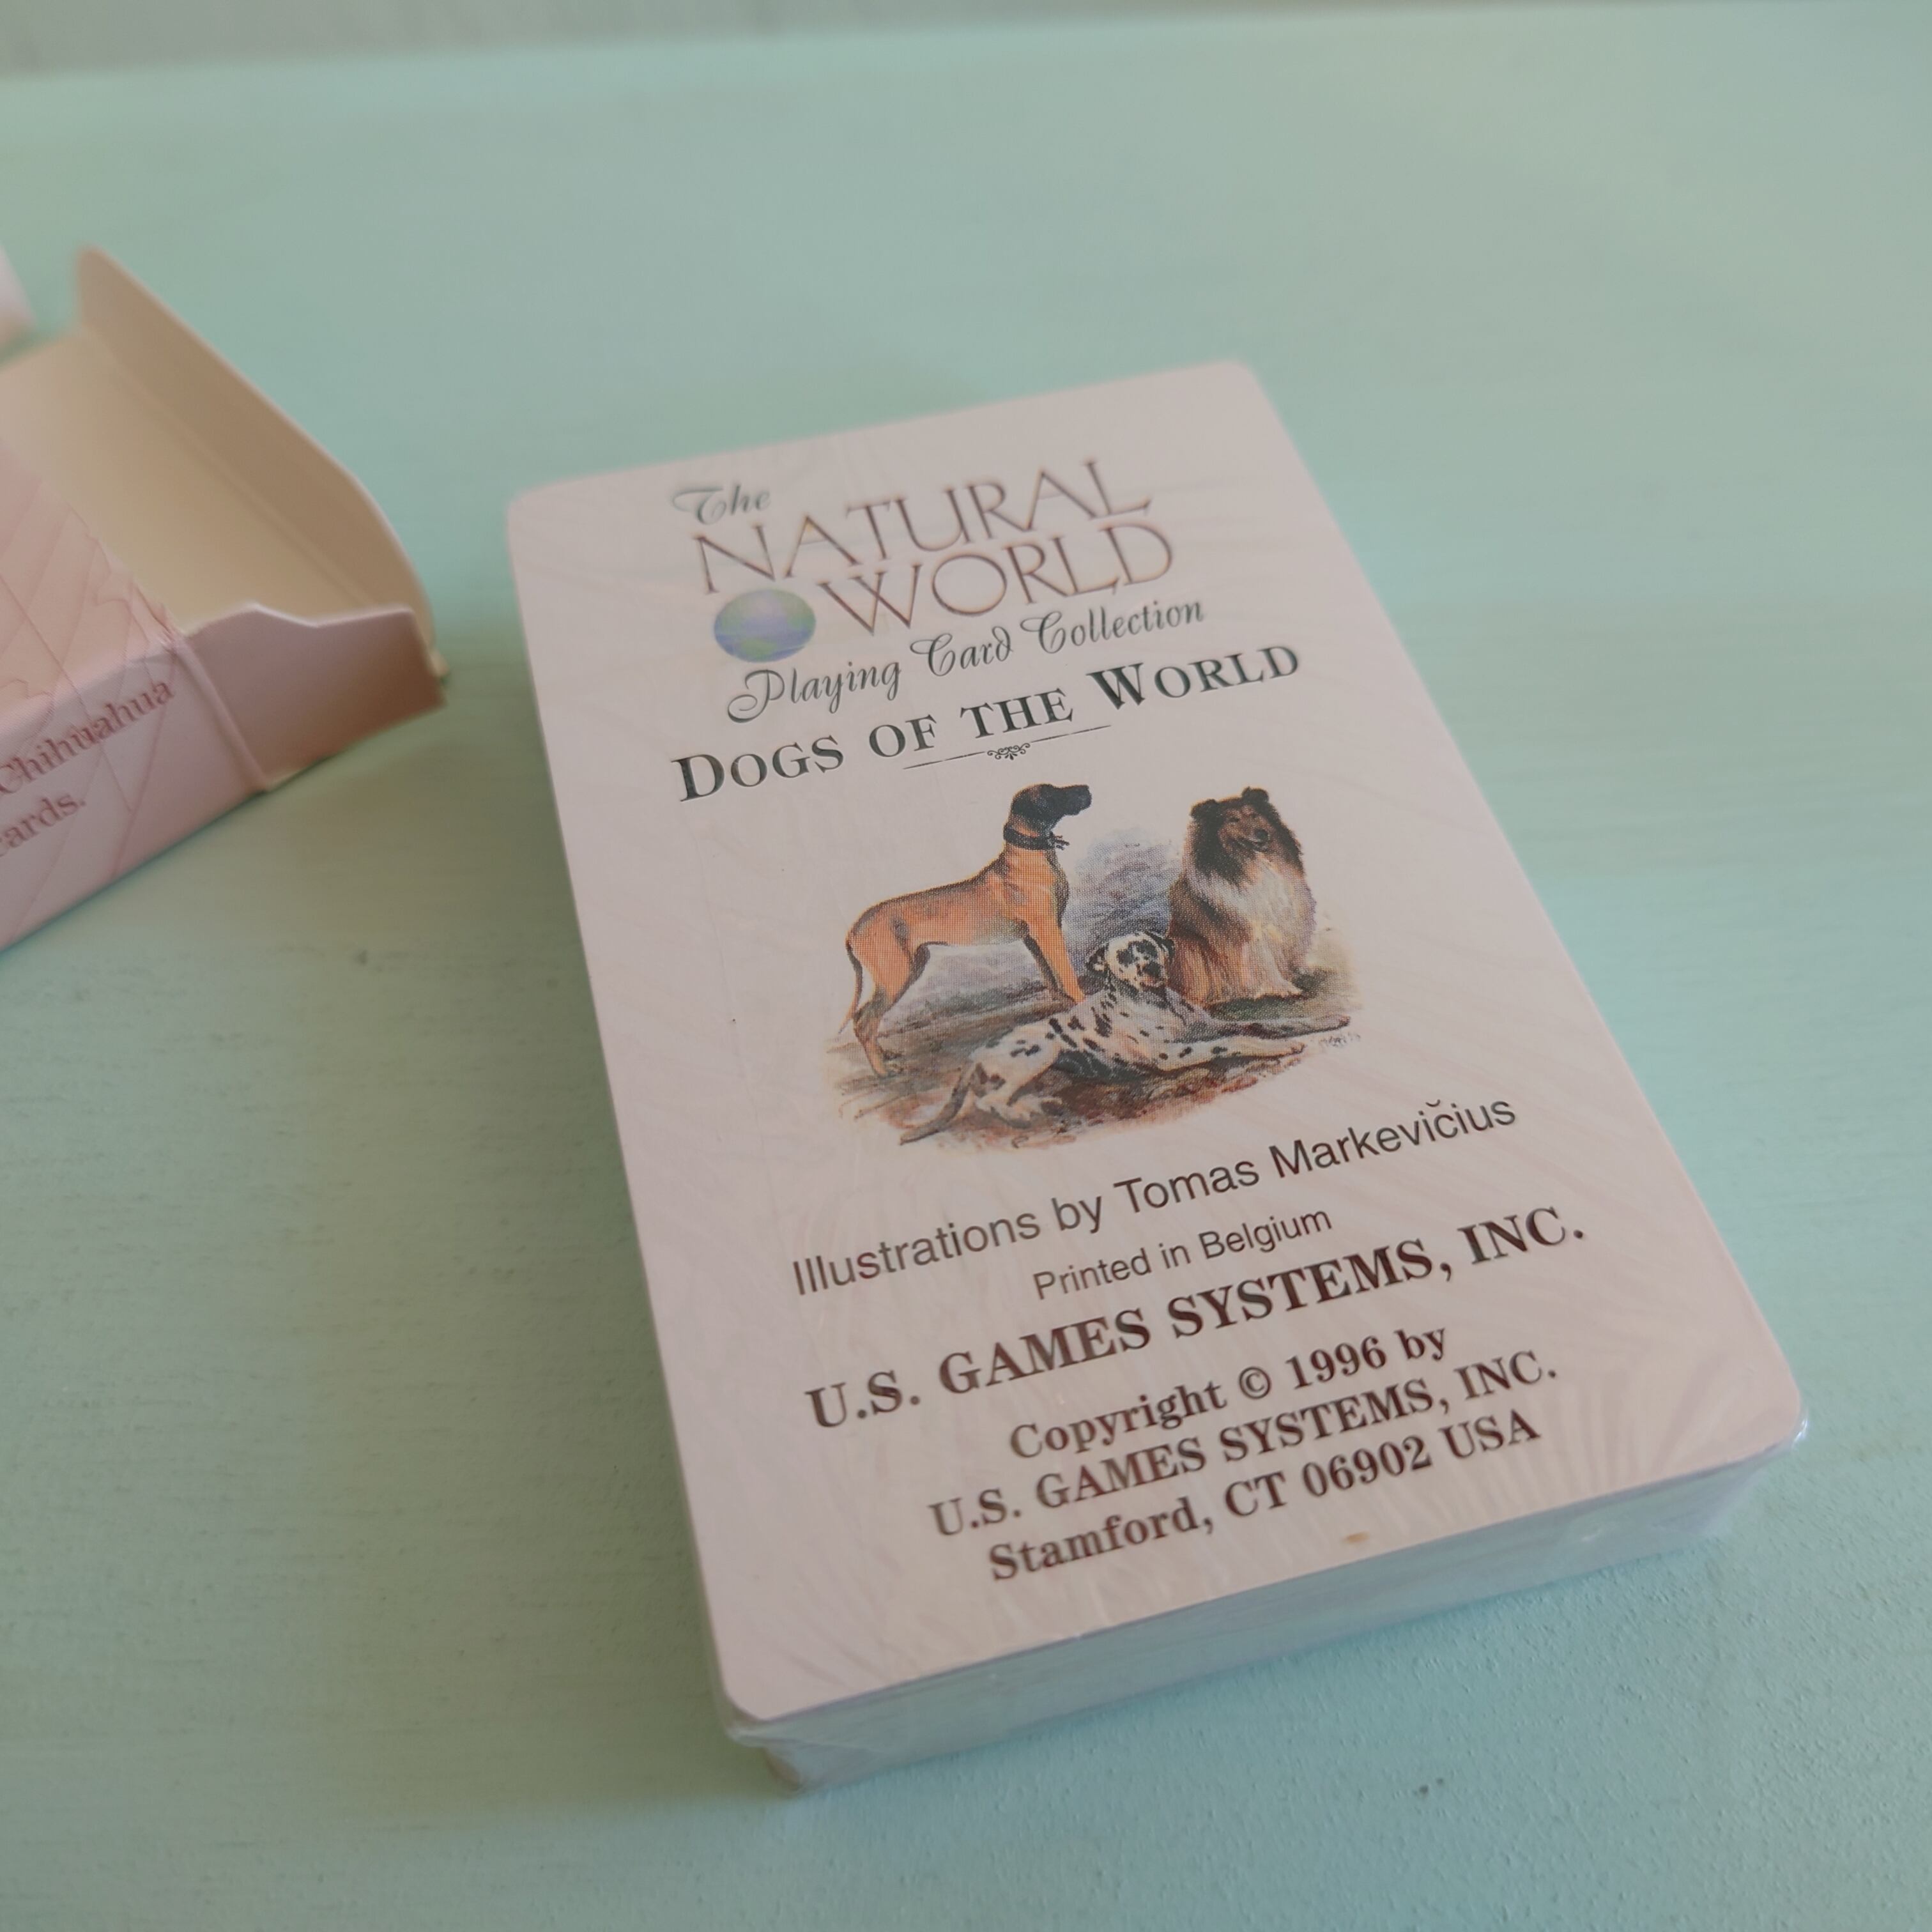 The
NATURAL
WORLD
Playing Card Collection
DOGS OF THE WORLD
Illustrations by Tomas Markevičius
Printed in Belgium
U.S. GAMES SYSTEMS, INC.
Copyright © 1996 by
U.S. GAMES SYSTEMS, INC.
Stamford, CT 06902 USA
Chihuahua
cards.